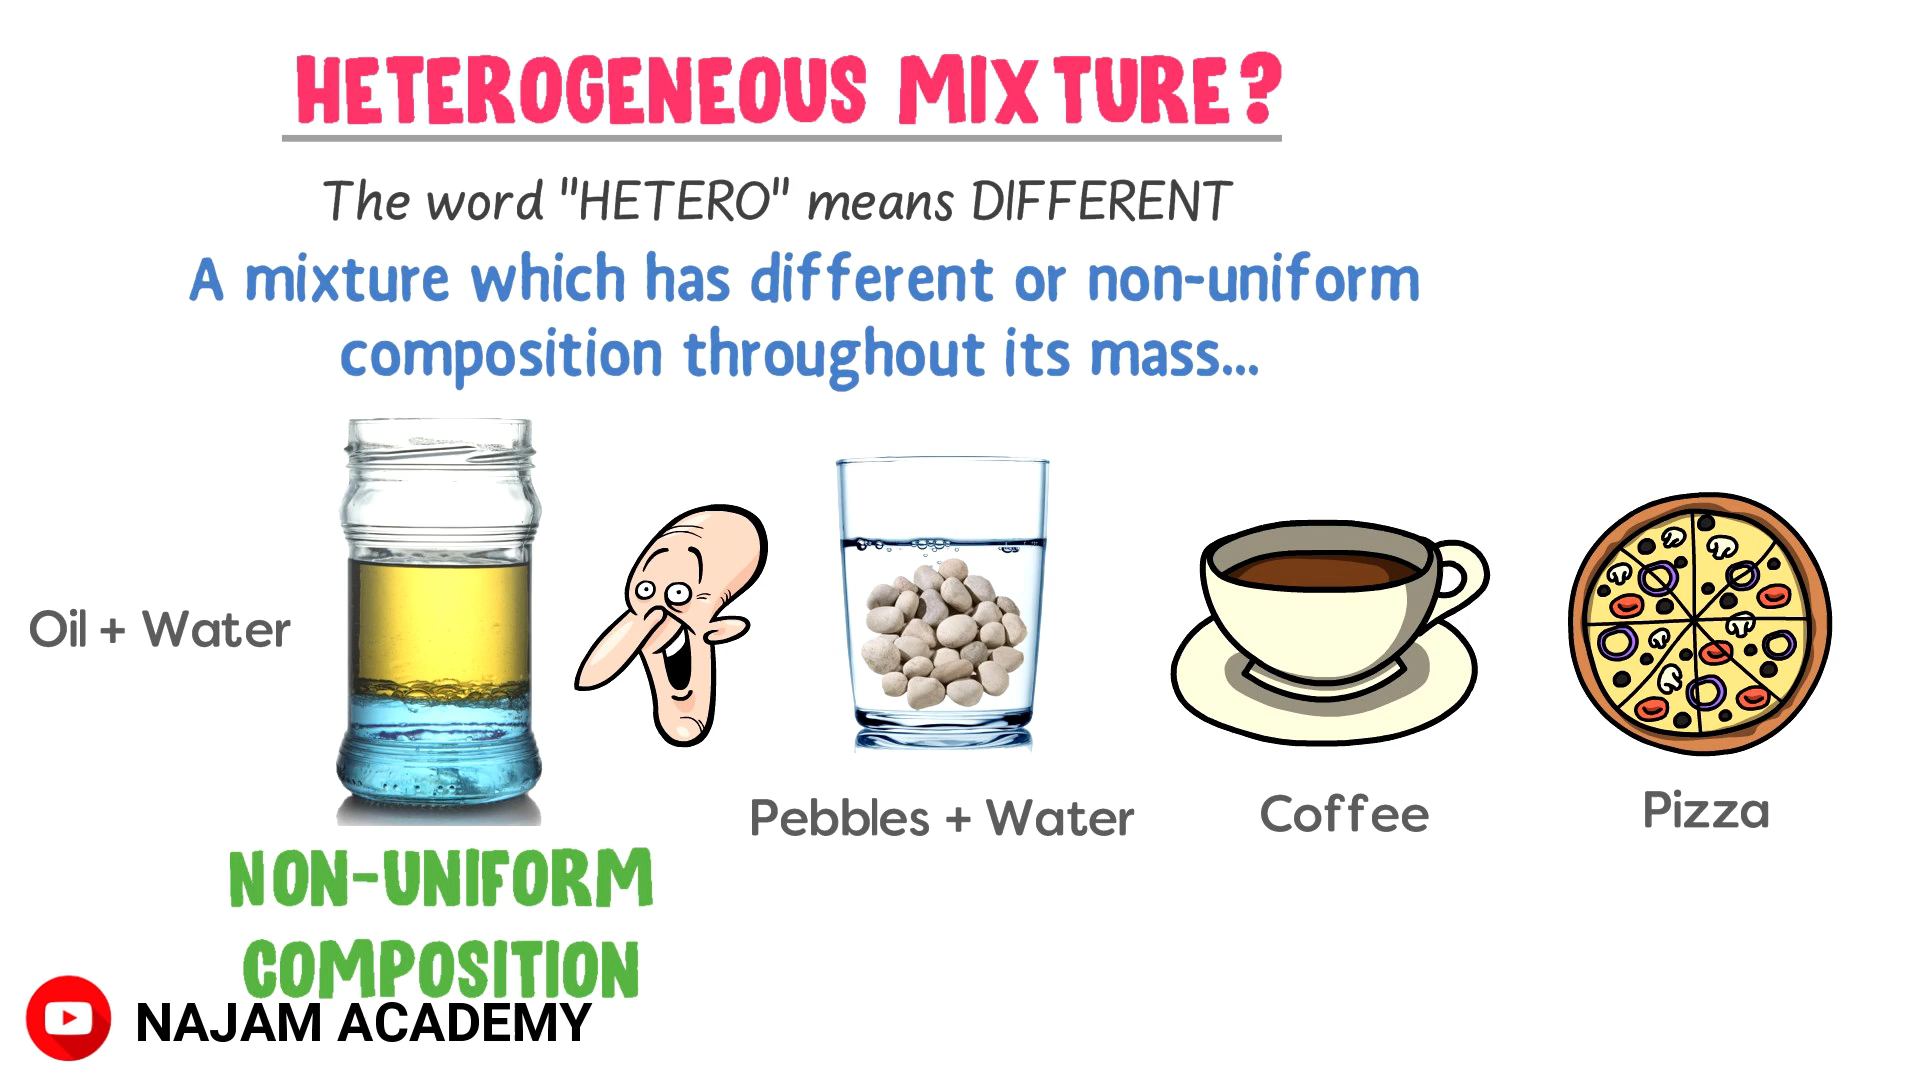 HETEROGENEOUS MIXTURE?
The word "HETERO" means DIFFERENT
A mixture which has different or non-uniform
composition throughout its mass...
Oil + Water
Pebbles + Water
Coffee
Pizza
NON-UNIFORM
COMPOSITION
NAJAM ACADEMY